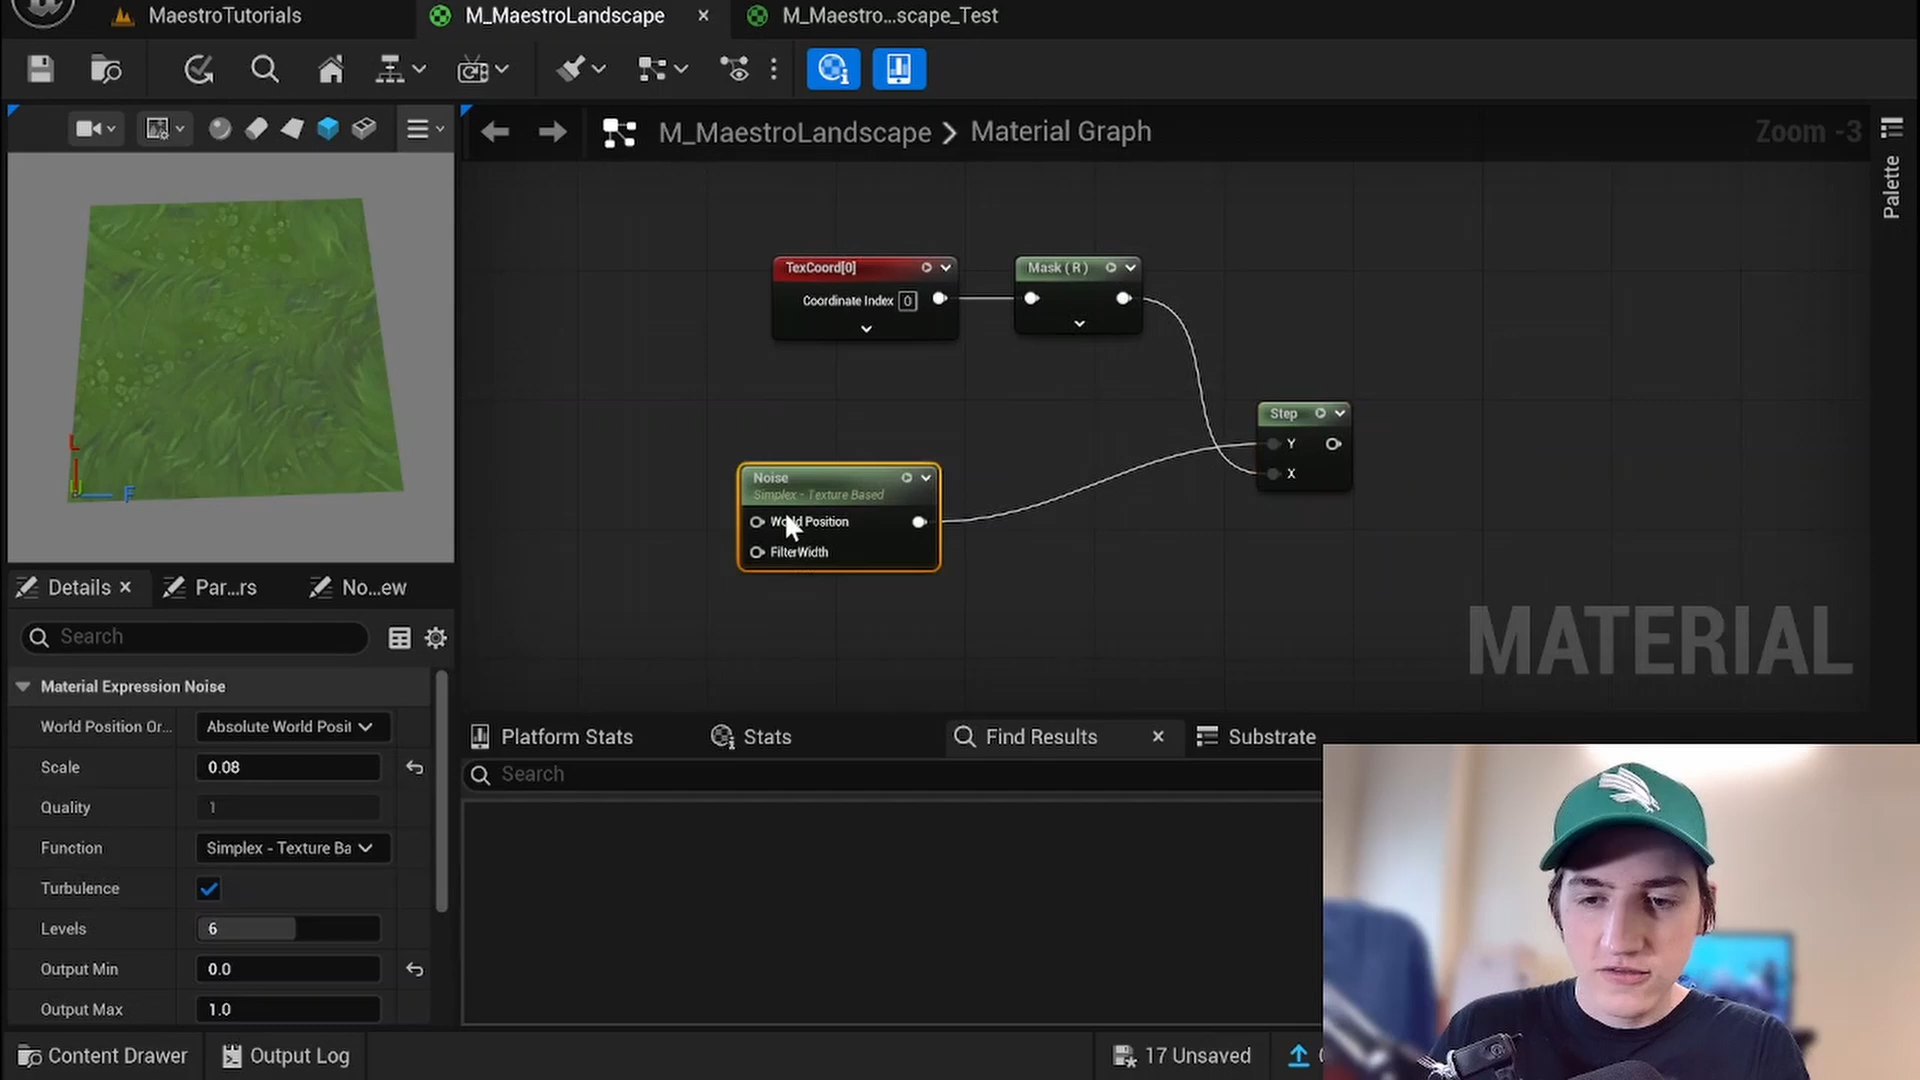 MaestroTutorials
M_MaestroLandscape
M_Maestro...scape_Test
M_MaestroLandscape
Material Graph
Zoom -3
Palette
TexCoord[0]
Coordinate Index 0
Mask ( R )
Step
Y
X
Noise
Simplex - Texture Based
World Position
FilterWidth
MATERIAL
L
F
Details
Par...rs
No...ew
Search
Material Expression Noise
World Position Or... Absolute World Posit
Scale 0.08
Quality 1
Function Simplex - Texture Ba
Turbulence
Levels 6
Output Min 0.0
Output Max 1.0
Platform Stats
Stats
Find Results
Substrate
Search
Content Drawer
Output Log
17 Unsaved